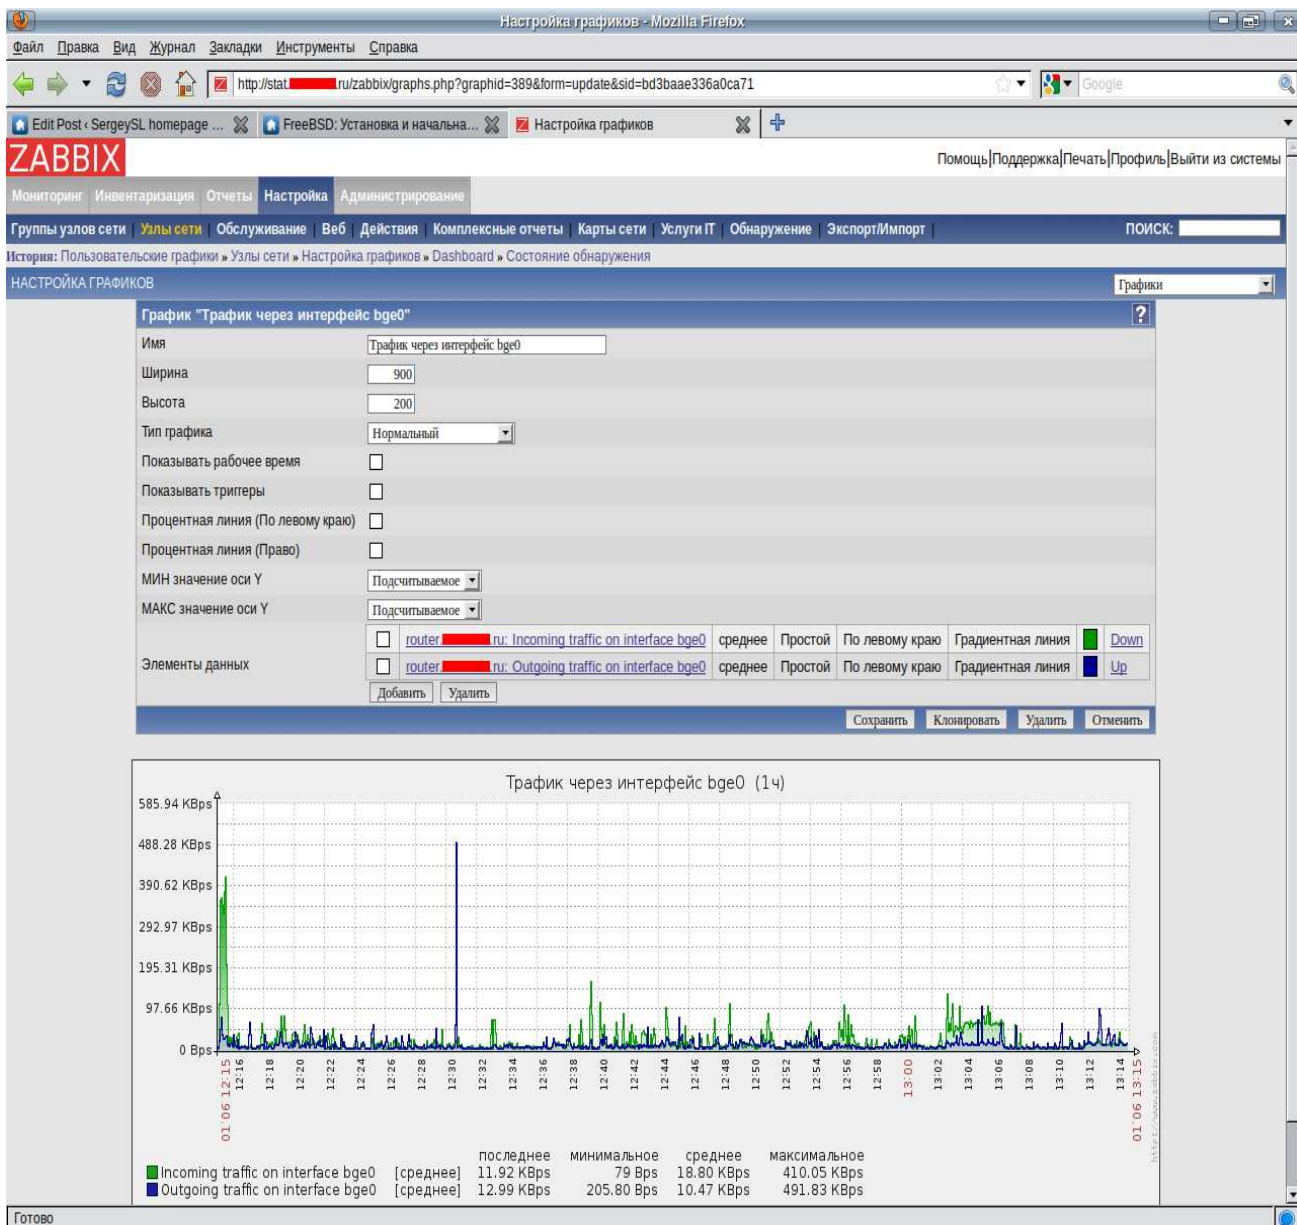 Настройка графиков - Mozilla Firefox
Файл Правка Вид Журнал Закладки Инструменты Справка
http://stat. .ru/zabbix/graphs.php?graphid=389&form=update&sid=bd3baae336a0ca71 Google
Edit Post ‹ SergeySL homepage ... FreeBSD: Установка и начальна... Настройка графиков
ZABBIX
Помощь|Поддержка|Печать|Профиль|Выйти из системы
Мониторинг Инвентаризация Отчеты Настройка Администрирование
Группы узлов сети | Узлы сети | Обслуживание | Веб | Действия | Комплексные отчеты | Карты сети | Услуги IT | Обнаружение | Экспорт/Импорт | ПОИСК:
История: Пользовательские графики » Узлы сети » Настройка графиков » Dashboard » Состояние обнаружения
НАСТРОЙКА ГРАФИКОВ Графики
График "Трафик через интерфейс bge0" ?
Имя Трафик через интерфейс bge0
Ширина 900
Высота 200
Тип графика Нормальный
Показывать рабочее время
Показывать триггеры
Процентная линия (По левому краю)
Процентная линия (Право)
МИН значение оси Y Подсчитываемое
МАКС значение оси Y Подсчитываемое
Элементы данных
router. .ru: Incoming traffic on interface bge0 среднее Простой По левому краю Градиентная линия Down
router. .ru: Outgoing traffic on interface bge0 среднее Простой По левому краю Градиентная линия Up
Добавить Удалить
Сохранить Клонировать Удалить Отменить
Трафик через интерфейс bge0 (1ч)
585.94 KBps
488.28 KBps
390.62 KBps
292.97 KBps
195.31 KBps
97.66 KBps
0 Bps
01.06 12:15 12:16 12:18 12:20 12:22 12:24 12:26 12:28 12:30 12:32 12:34 12:36 12:38 12:40 12:42 12:44 12:46 12:48 12:50 12:52 12:54 12:56 12:58 13:00 13:02 13:04 13:06 13:08 13:10 13:12 13:14 01.06 13:15
http://www.zabbix.com
последнее минимальное среднее максимальное
Incoming traffic on interface bge0 [среднее] 11.92 KBps 79 Bps 18.80 KBps 410.05 KBps
Outgoing traffic on interface bge0 [среднее] 12.99 KBps 205.80 Bps 10.47 KBps 491.83 KBps
Готово